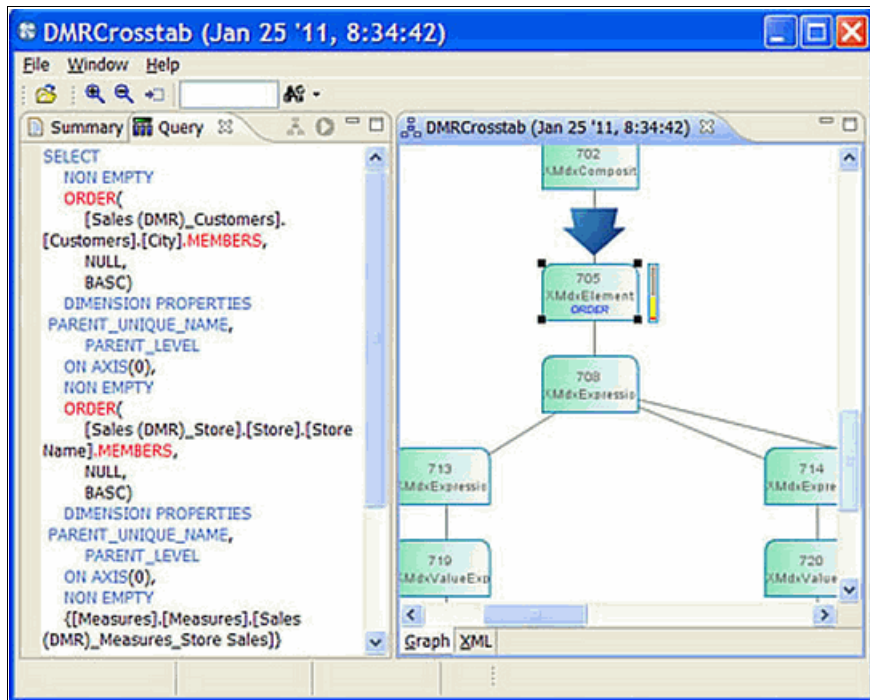 DMRCrosstab (Jan 25 '11, 8:34:42)
File Window Help
Summary Query
SELECT
NON EMPTY
ORDER(
[Sales (DMR)_Customers].
[Customers].[City].MEMBERS,
NULL,
BASC)
DIMENSION PROPERTIES
PARENT_UNIQUE_NAME,
PARENT_LEVEL
ON AXIS(0),
NON EMPTY
ORDER(
[Sales (DMR)_Store].[Store].[Store
Name].MEMBERS,
NULL,
BASC)
DIMENSION PROPERTIES
PARENT_UNIQUE_NAME,
PARENT_LEVEL
ON AXIS(0),
NON EMPTY
{[Measures].[Measures].[Sales
(DMR)_Measures_Store Sales]}
DMRCrosstab (Jan 25 '11, 8:34:42)
702
XMdxComposit
705
XMdxElement
ORDER
708
XMdxExpressio
713
XMdxExpressio
714
XMdxExpre
719
XMdxValueExp
720
XMdxValue
Graph XML